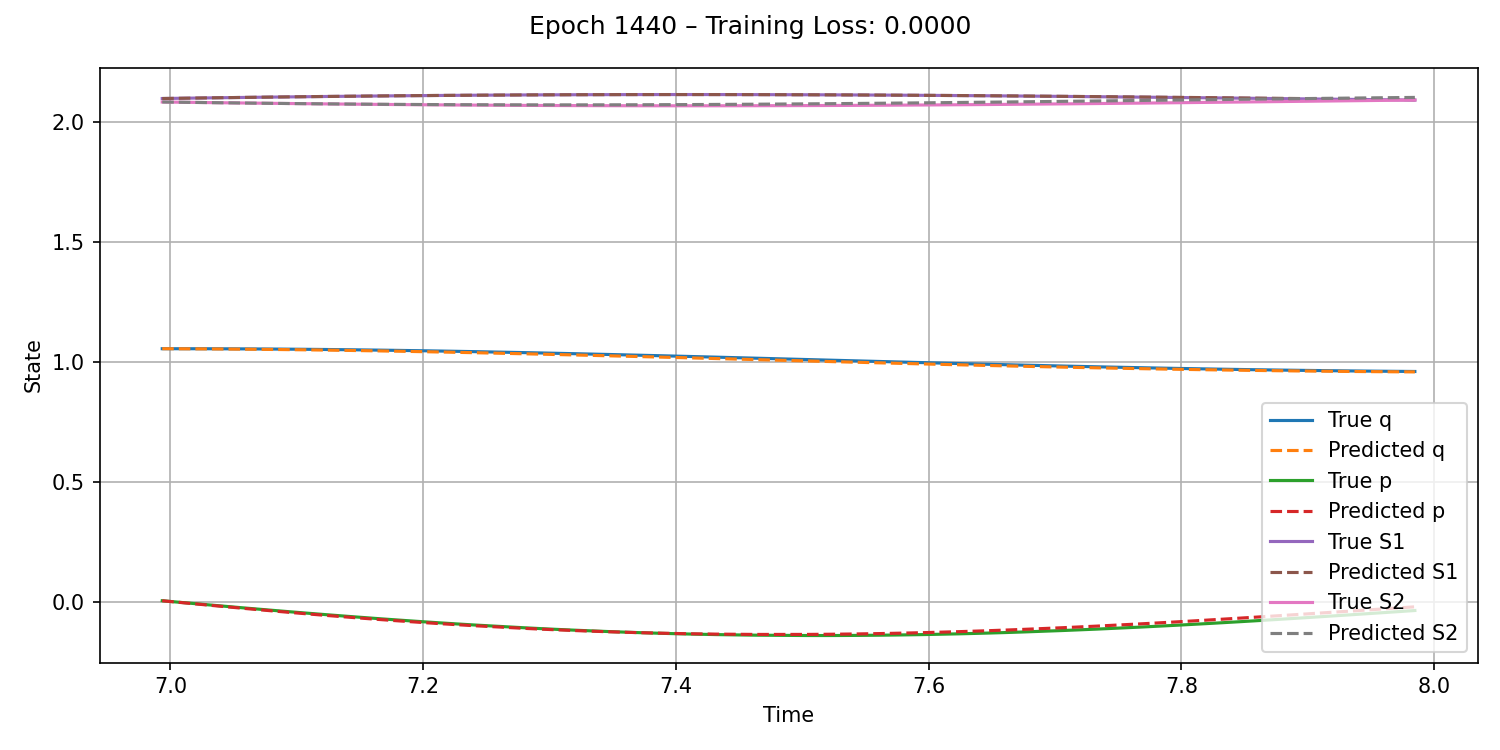 Epoch 1440 – Training Loss: 0.0000
2.0
1.5
1.0
0.5
0.0
State
True q
Predicted q
True p
Predicted p
True S1
Predicted S1
True S2
Predicted S2
7.0 7.2 7.4 7.6 7.8 8.0
Time